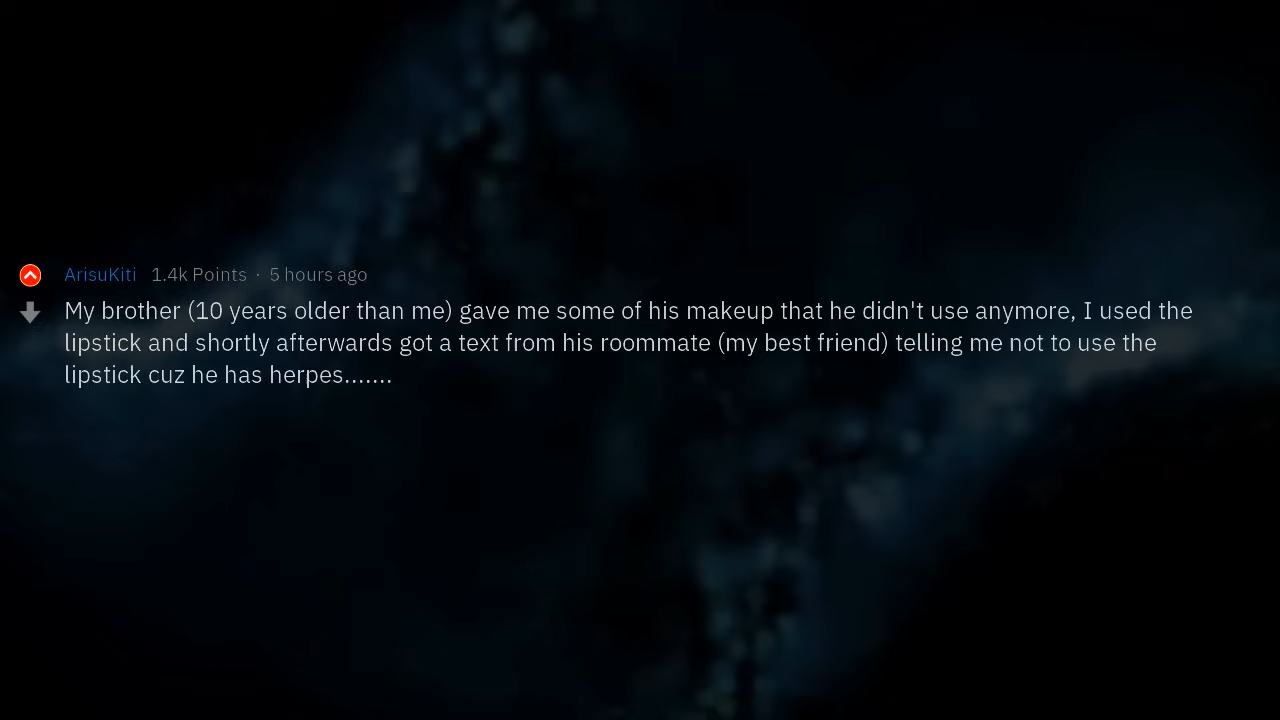 ArisuKiti 1.4k Points · 5 hours ago
My brother (10 years older than me) gave me some of his makeup that he didn't use anymore, I used the
lipstick and shortly afterwards got a text from his roommate (my best friend) telling me not to use the
lipstick cuz he has herpes.......